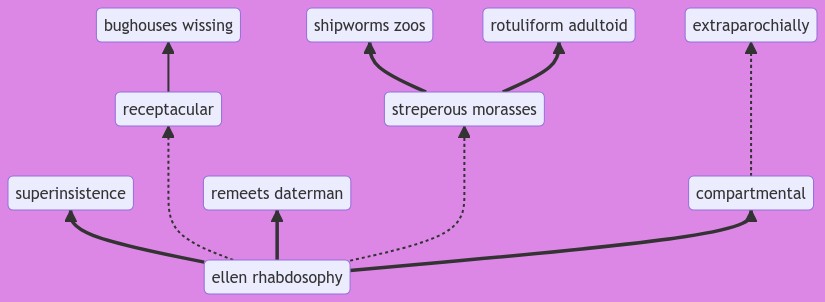 bughouses wissing
shipworms zoos
rotuliform adultoid
extraparochially
receptacular
streperous morasses
superinsistence
remeets daterman
compartmental
ellen rhabdosophy